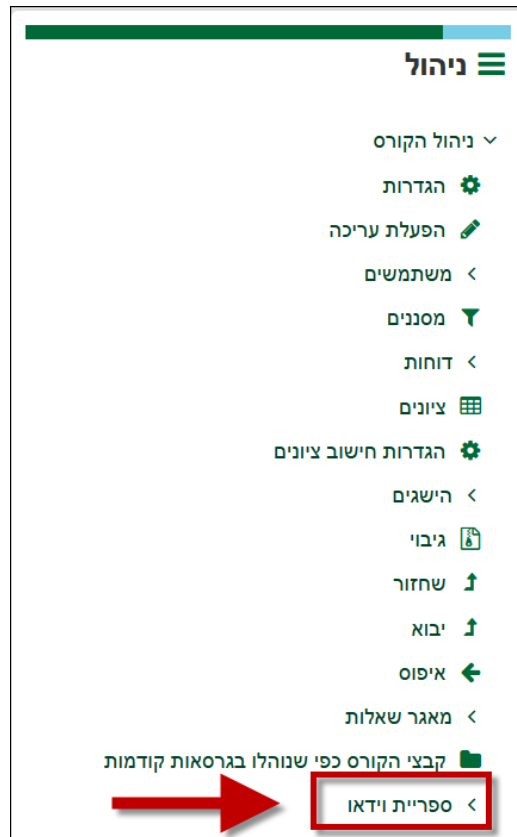 ניהול
ניהול הקורס
הגדרות
הפעלת עריכה
משתמשים
מסננים
דוחות
ציונים
הגדרות חישוב ציונים
הישגים
גיבוי
שחזור
יבוא
איפוס
מאגר שאלות
קבצי הקורס כפי שנוהלו בגרסאות קודמות
ספריית וידאו